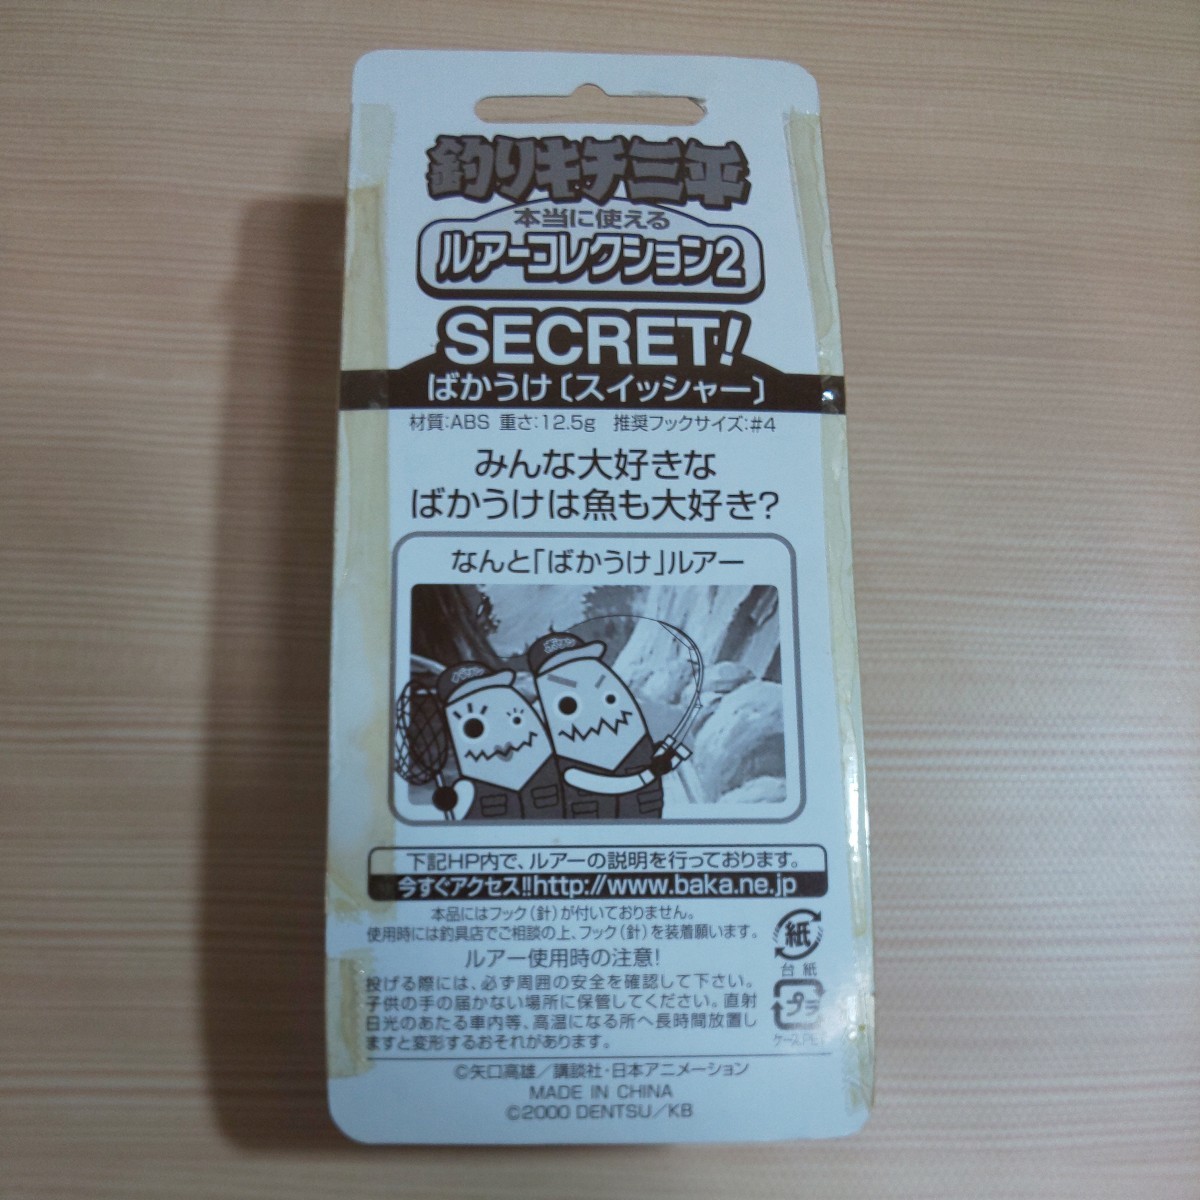 釣りキチ三平
本当に使える
ルアーコレクション2
SECRET!
ばかうけ〔スイッシャー〕
材質:ABS 重さ:12.5g 推奨フックサイズ:#4
みんな大好きな
ばかうけは魚も大好き?
なんと「ばかうけ」ルアー
下記HP内で、ルアーの説明を行っております。
今すぐアクセス!!http://www.baka.ne.jp
本品にはフック(針)が付いておりません。
使用時には釣具店でご相談の上、フック(針)を装着願います。
ルアー使用時の注意!
投げる際には、必ず周囲の安全を確認して下さい。
子供の手の届かない場所に保管してください。直射
日光のあたる車内等、高温になる所へ長時間放置し
ますと変形するおそれがあります。
紙
台紙
プラ
ケース,PET
©矢口高雄/講談社・日本アニメーション
MADE IN CHINA
©2000 DENTSU/KB